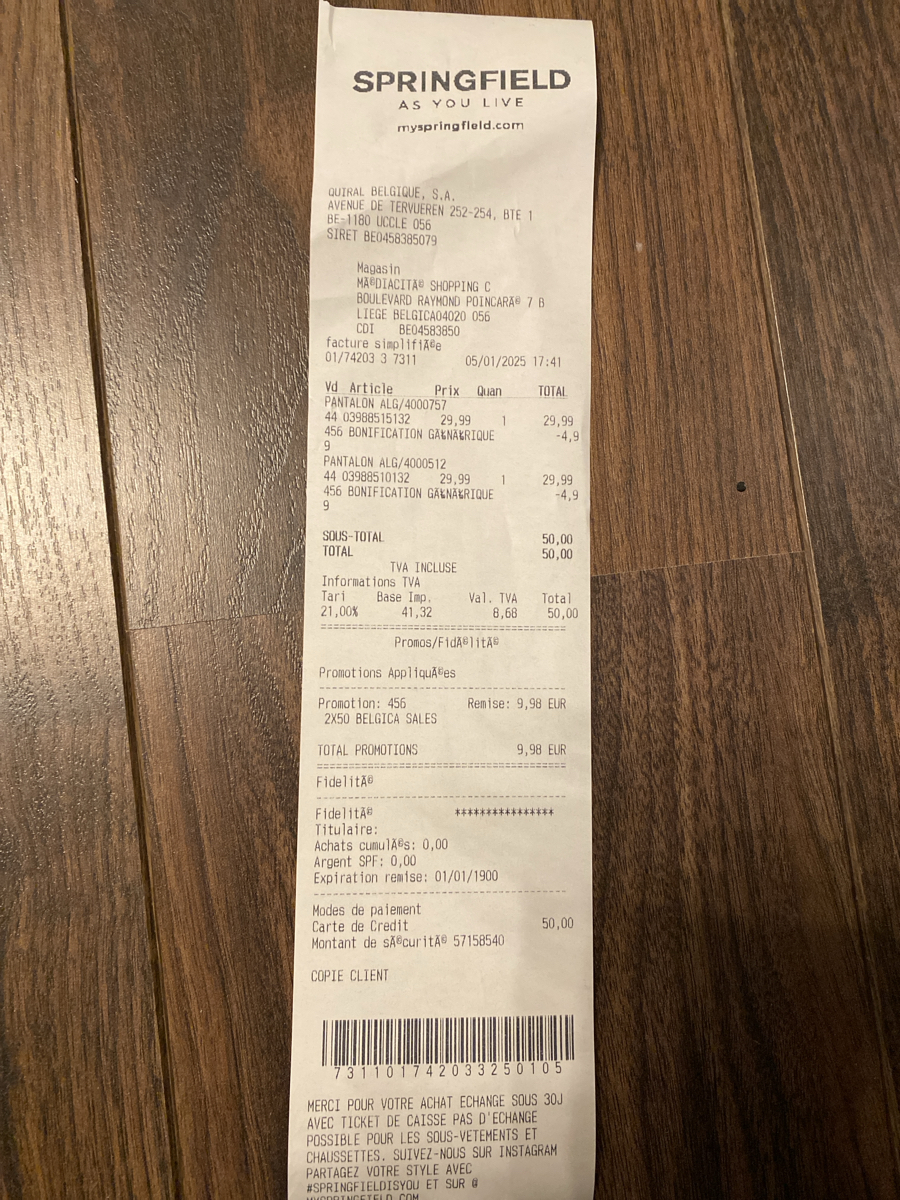 SPRINGFIELD
AS YOU LIVE
myspringfield.com
QUIRAL BELGIQUE, S.A.
AVENUE DE TERVUEREN 252-254, BTE 1
BE-1180 UCCLE 056
SIRET BE0458385079
Magasin
MÃ©DIACITÃ© SHOPPING C
BOULEVARD RAYMOND POINCARÃ© 7 B
LIEGE BELGICA04020 056
CDI BE04583850
facture simplifiÃ©e
01/74203 3 7311 05/01/2025 17:41
Vd Article Prix Quan TOTAL
PANTALON ALG/4000757
44 03988515132 29,99 1 29,99
456 BONIFICATION GÃ‰NÃ‰RIQUE -4,9
9
PANTALON ALG/4000512
44 03988510132 29,99 1 29,99
456 BONIFICATION GÃ‰NÃ‰RIQUE -4,9
9
SOUS-TOTAL 50,00
TOTAL 50,00
TVA INCLUSE
Informations TVA
Tari Base Imp. Val. TVA Total
21,00% 41,32 8,68 50,00
==============================
Promos/FidÃ©litÃ©
Promotions AppliquÃ©es
------------------------------
Promotion: 456 Remise: 9,98 EUR
2X50 BELGICA SALES
TOTAL PROMOTIONS 9,98 EUR
==============================
FidelitÃ©
------------------------------
FidelitÃ© ****************
Titulaire:
Achats cumulÃ©s: 0,00
Argent SPF: 0,00
Expiration remise: 01/01/1900
------------------------------
Modes de paiement
Carte de Credit 50,00
Montant de sÃ©curitÃ© 57158540
COPIE CLIENT
731101742033250105
MERCI POUR VOTRE ACHAT ECHANGE SOUS 30J
AVEC TICKET DE CAISSE PAS D'ECHANGE
POSSIBLE POUR LES SOUS-VETEMENTS ET
CHAUSSETTES. SUIVEZ-NOUS SUR INSTAGRAM
PARTAGEZ VOTRE STYLE AVEC
#SPRINGFIELDISYOU ET SUR @
MYSPRINGFIELD.COM